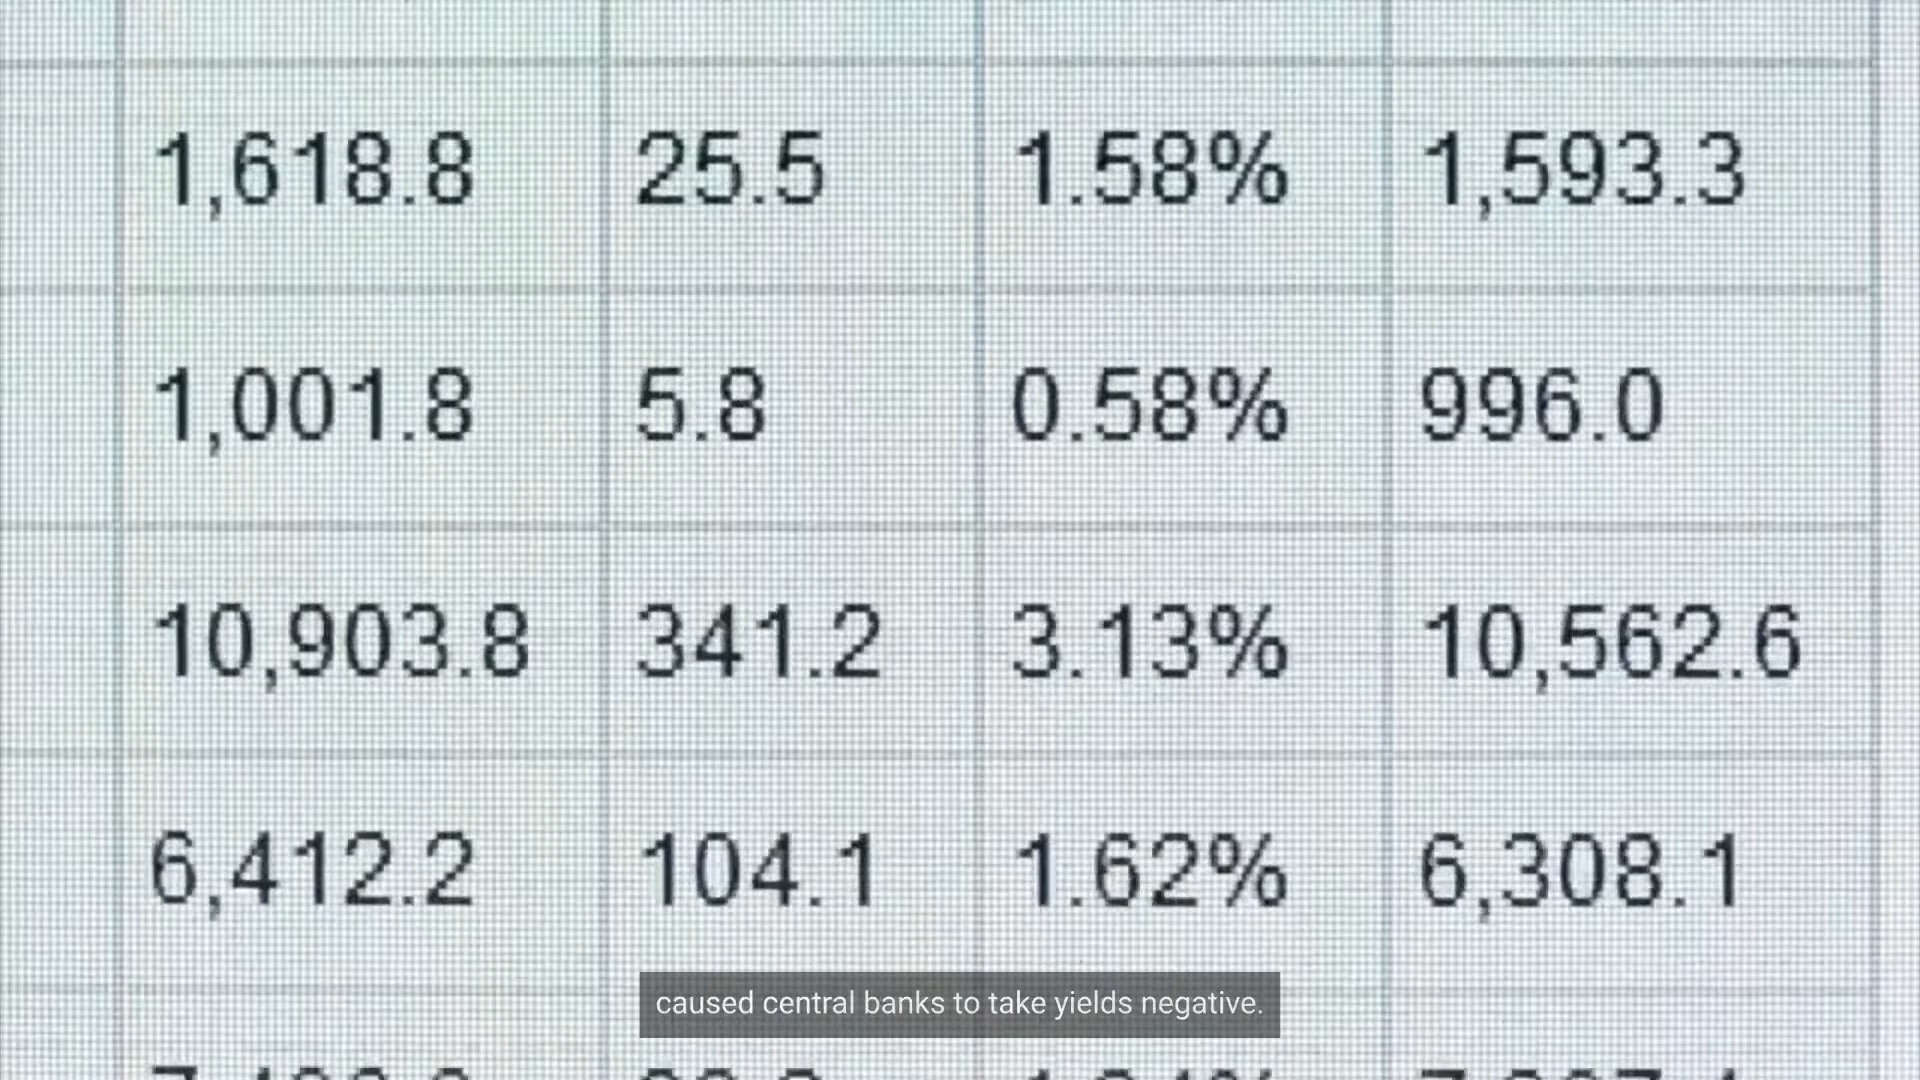 1,618.8 25.5 1.58% 1,593.3
1,001.8 5.8 0.58% 996.0
10,903.8 341.2 3.13% 10,562.6
6,412.2 104.1 1.62% 6,308.1
caused central banks to take yields negative.